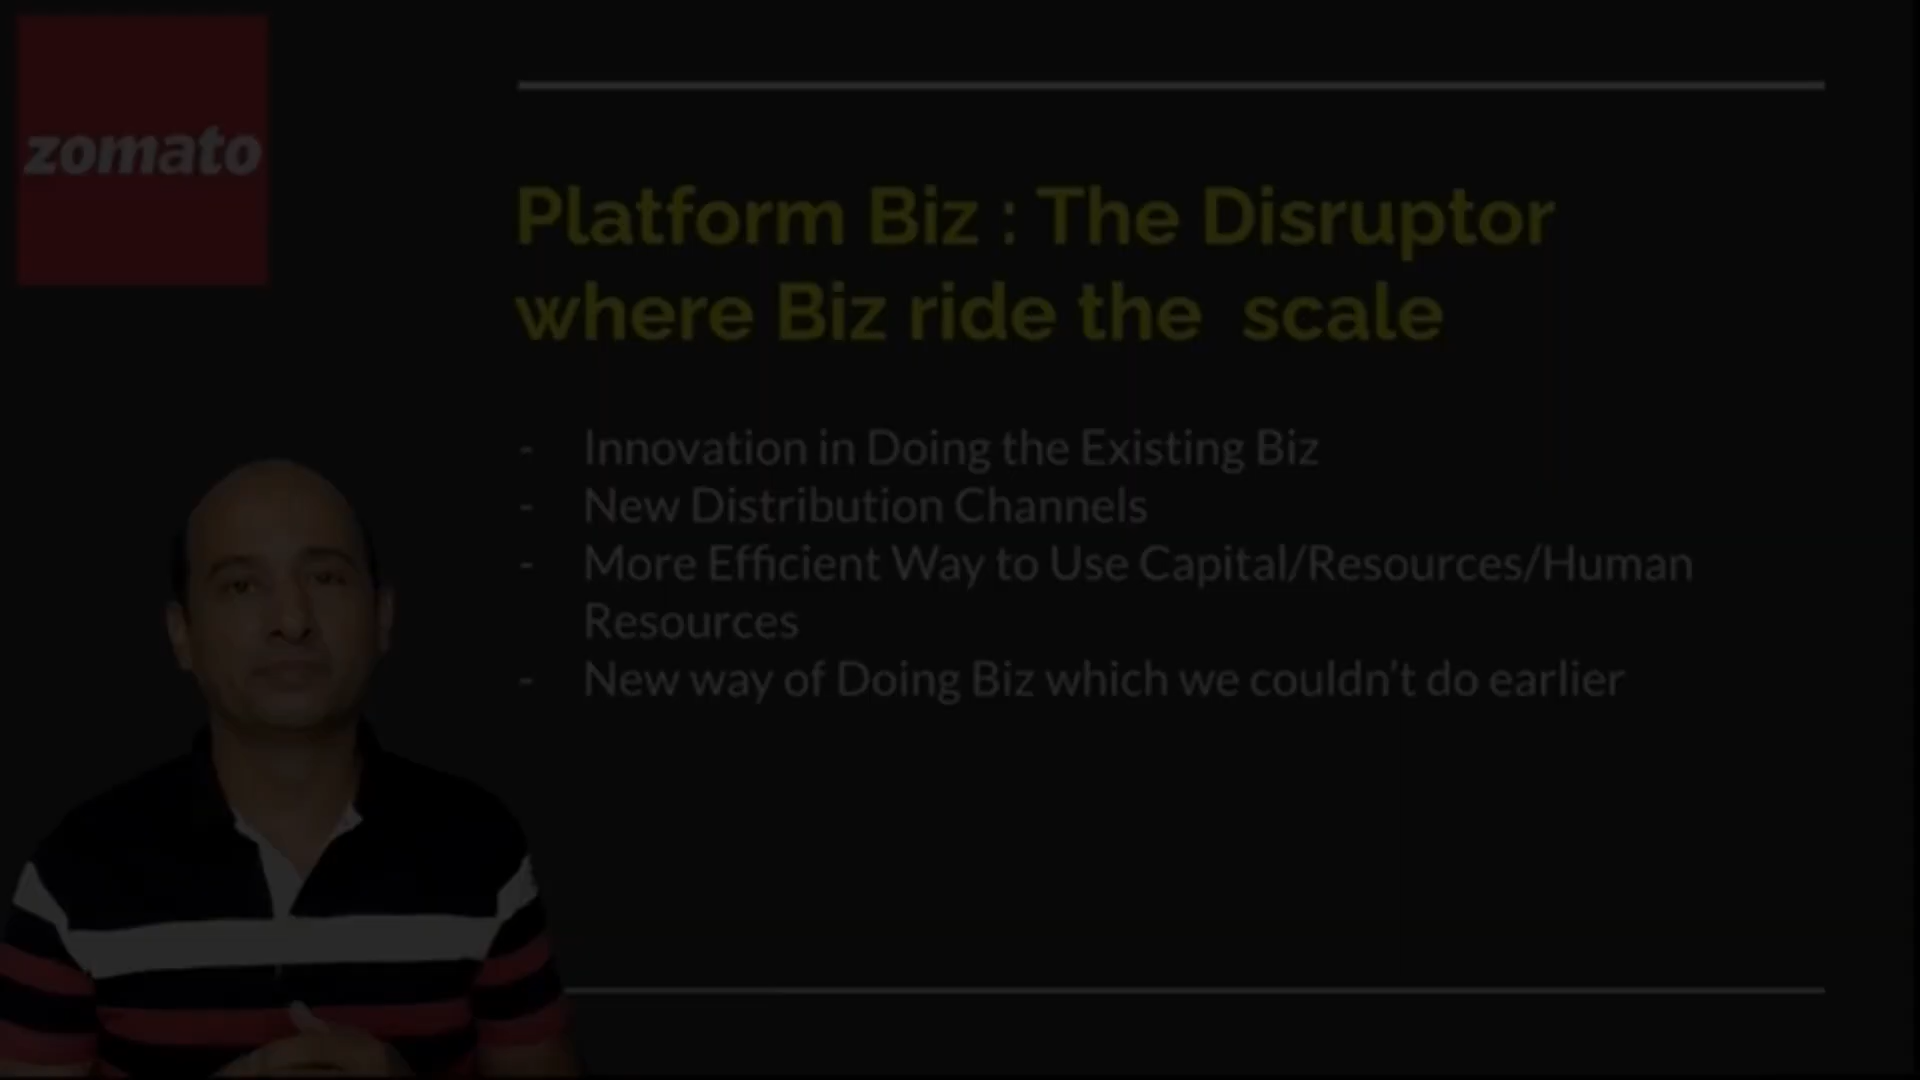 zomato
Platform Biz : The Disruptor
where Biz ride the scale
- Innovation in Doing the Existing Biz
- New Distribution Channels
- More Efficient Way to Use Capital/Resources/Human
Resources
- New way of Doing Biz which we couldn't do earlier